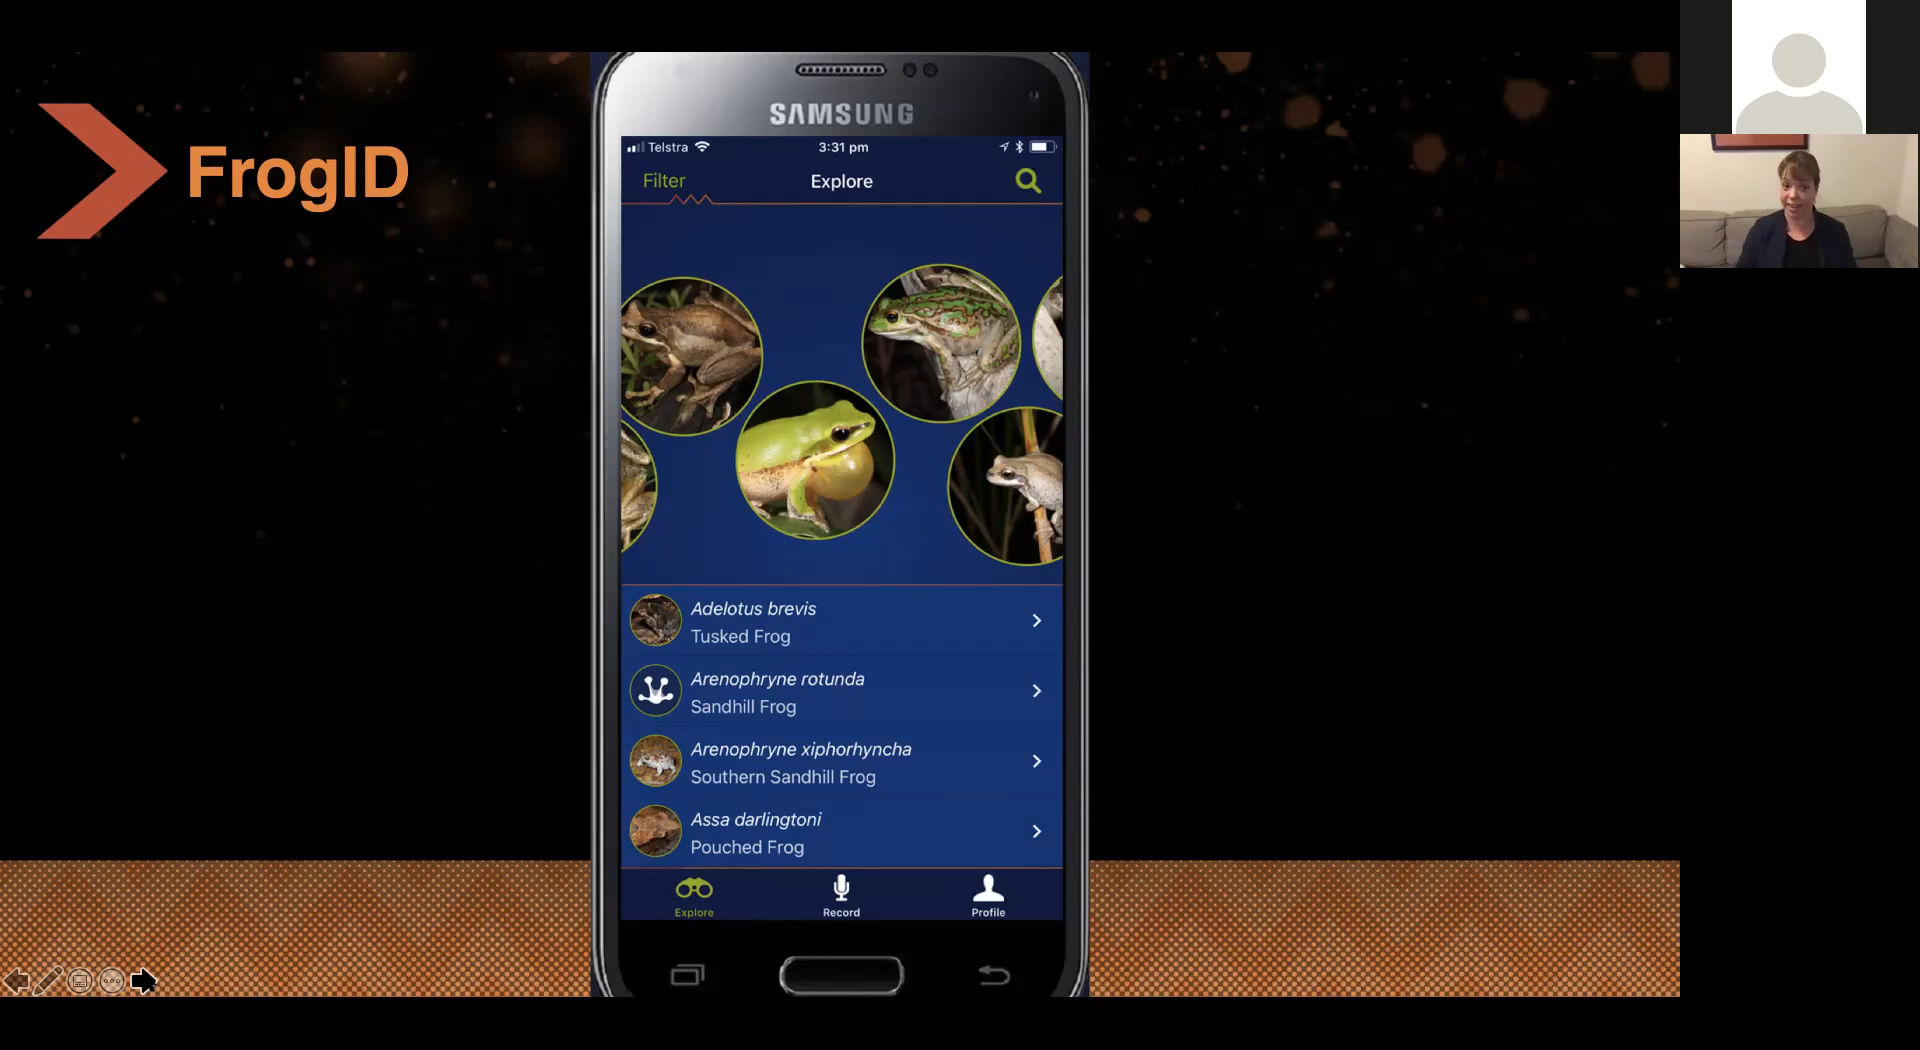 FrogID
SAMSUNG
Telstra
3:31 pm
Filter
Explore
Adelotus brevis
Tusked Frog
Arenophryne rotunda
Sandhill Frog
Arenophryne xiphorhyncha
Southern Sandhill Frog
Assa darlingtoni
Pouched Frog
Explore
Record
Profile